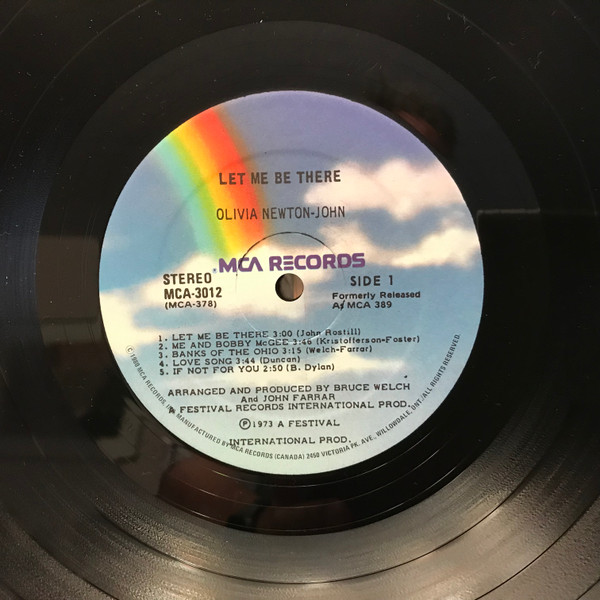 LET ME BE THERE
OLIVIA NEWTON-JOHN
MCA RECORDS
STEREO
MCA-3012
(MCA-378)
SIDE 1
Formerly Released
As MCA 389
1. LET ME BE THERE 3:00 (John Rostill)
2. ME AND BOBBY McGEE 3:46 (Kristofferson-Foster)
3. BANKS OF THE OHIO 3:15 (Welch-Farrar)
4. LOVE SONG 3:44 (Duncan)
5. IF NOT FOR YOU 2:50 (B. Dylan)
ARRANGED AND PRODUCED BY BRUCE WELCH
And JOHN FARRAR
A FESTIVAL RECORDS INTERNATIONAL PROD.
Ⓟ 1973 A FESTIVAL
INTERNATIONAL PROD.
© 1980 MCA RECORDS, MANUFACTURED BY MCA RECORDS (CANADA) 2450 VICTORIA PK. AVE., WILLOWDALE, ONT./ALL RIGHTS RESERVED.